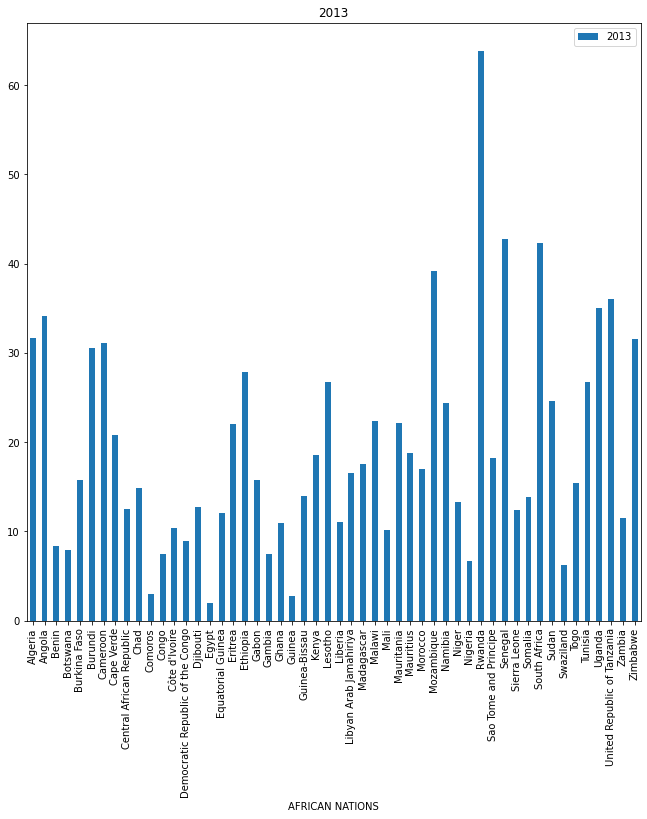 2013
2013
60
50
40
30
20
10
0
Algeria
Angola
Benin
Botswana
Burkina Faso
Burundi
Cameroon
Cape Verde
Central African Republic
Chad
Comoros
Congo
Côte d'Ivoire
Democratic Republic of the Congo
Djibouti
Egypt
Equatorial Guinea
Eritrea
Ethiopia
Gabon
Gambia
Ghana
Guinea
Guinea-Bissau
Kenya
Lesotho
Liberia
Libyan Arab Jamahiriya
Madagascar
Malawi
Mali
Mauritania
Mauritius
Morocco
Mozambique
Namibia
Niger
Nigeria
Rwanda
Sao Tome and Principe
Senegal
Sierra Leone
Somalia
South Africa
Sudan
Swaziland
Togo
Tunisia
Uganda
United Republic of Tanzania
Zambia
Zimbabwe
AFRICAN NATIONS